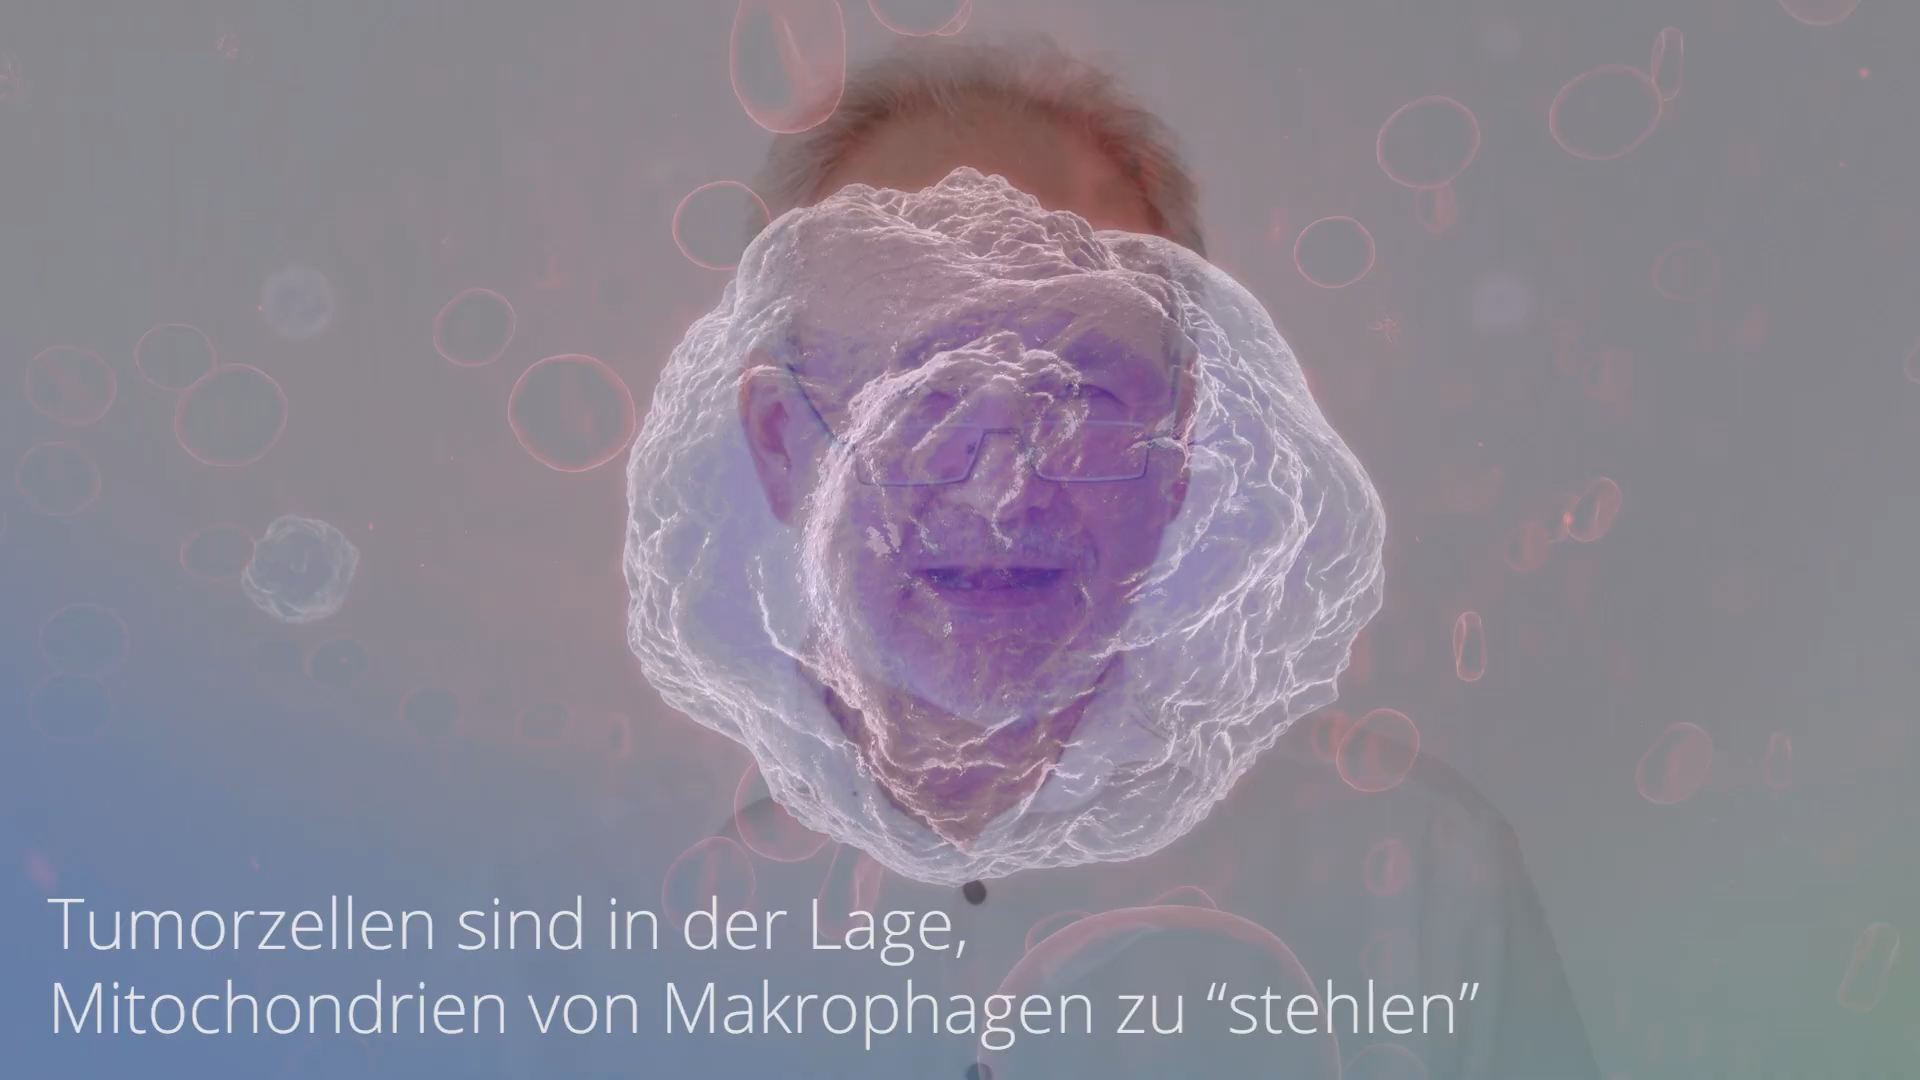 Tumorzellen sind in der Lage,
Mitochondrien von Makrophagen zu “stehlen”